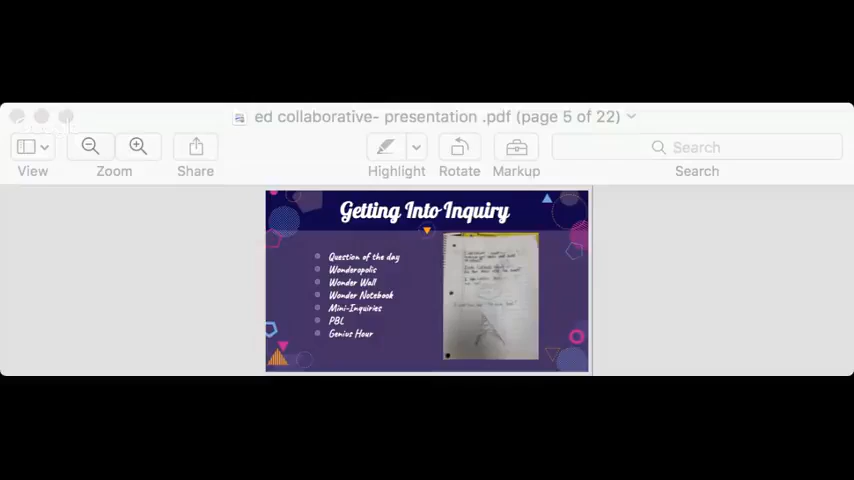 ed collaborative- presentation .pdf (page 5 of 22)
View
Zoom
Share
Highlight
Rotate
Markup
Search
Search
Getting Into Inquiry
Question of the day
Wonderopolis
Wonder Wall
Wonder Notebook
Mini-Inquiries
PBL
Genius Hour